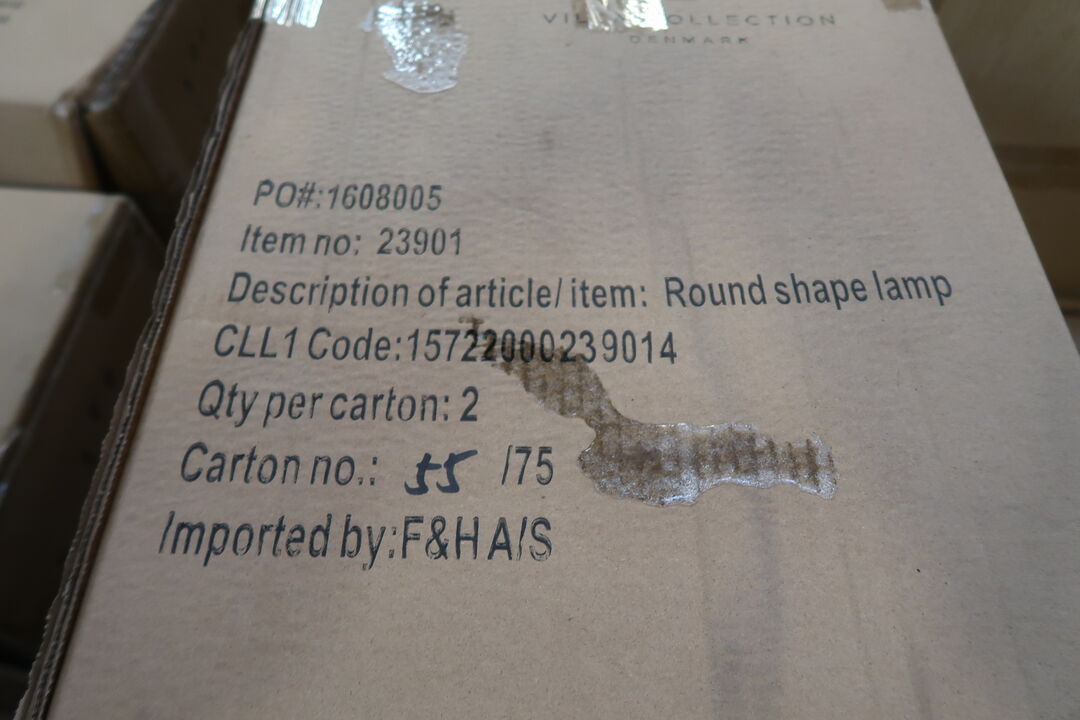 COLLECTION
DENMARK
PO#:1608005
Item no: 23901
Description of article/ item: Round shape lamp
CLL1 Code:15722000239014
Qty per carton: 2
Carton no.: 55 /75
Imported by:F&H A/S